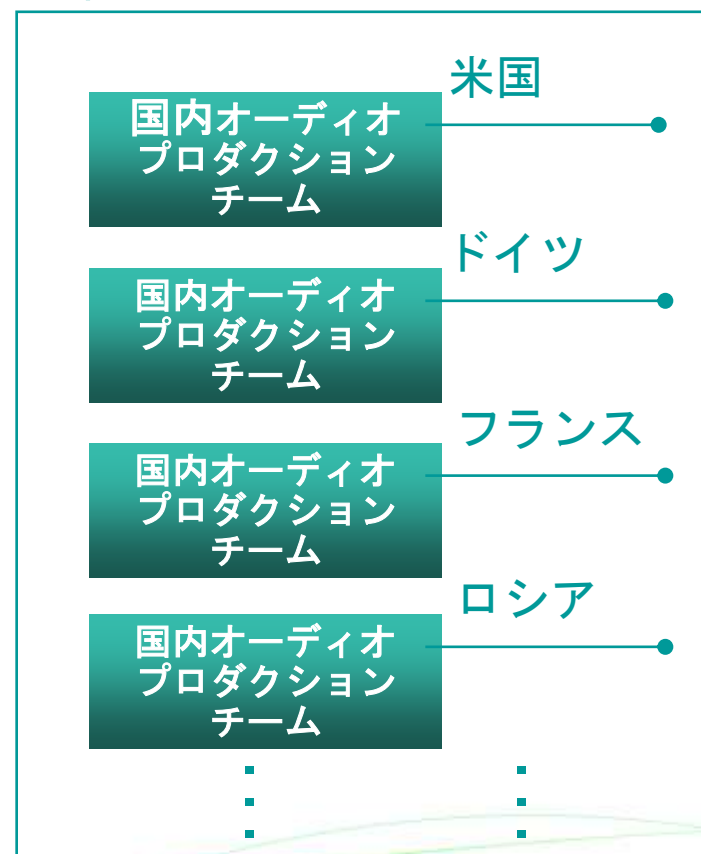 米国
国内オーディオ
プロダクション
チーム
ドイツ
国内オーディオ
プロダクション
チーム
フランス
国内オーディオ
プロダクション
チーム
ロシア
国内オーディオ
プロダクション
チーム